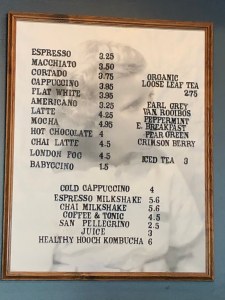 ESPRESSO 3.25
MACCHIATO 3.50
CORTADO 3.75
CAPPUCCINO 3.95
FLAT WHITE 3.95
AMERICANO 3.25
LATTE 4.25
MOCHA 4.95
HOT CHOCOLATE 4
CHAI LATTE 4.5
LONDON FOG 4.5
BABYCCINO 1.5
ORGANIC
LOOSE LEAF TEA
2.75
EARL GREY
VAN ROOIBOS
PEPPERMINT
E. BREAKFAST
PEAR GREEN
CRIMSON BERRY
ICED TEA 3
COLD CAPPUCCINO 4
ESPRESSO MILKSHAKE 5.6
CHAI MILKSHAKE 5.6
COFFEE & TONIC 4.5
SAN PELLEGRINO 2.5
JUICE 3
HEALTHY HOOCH KOMBUCHA 6